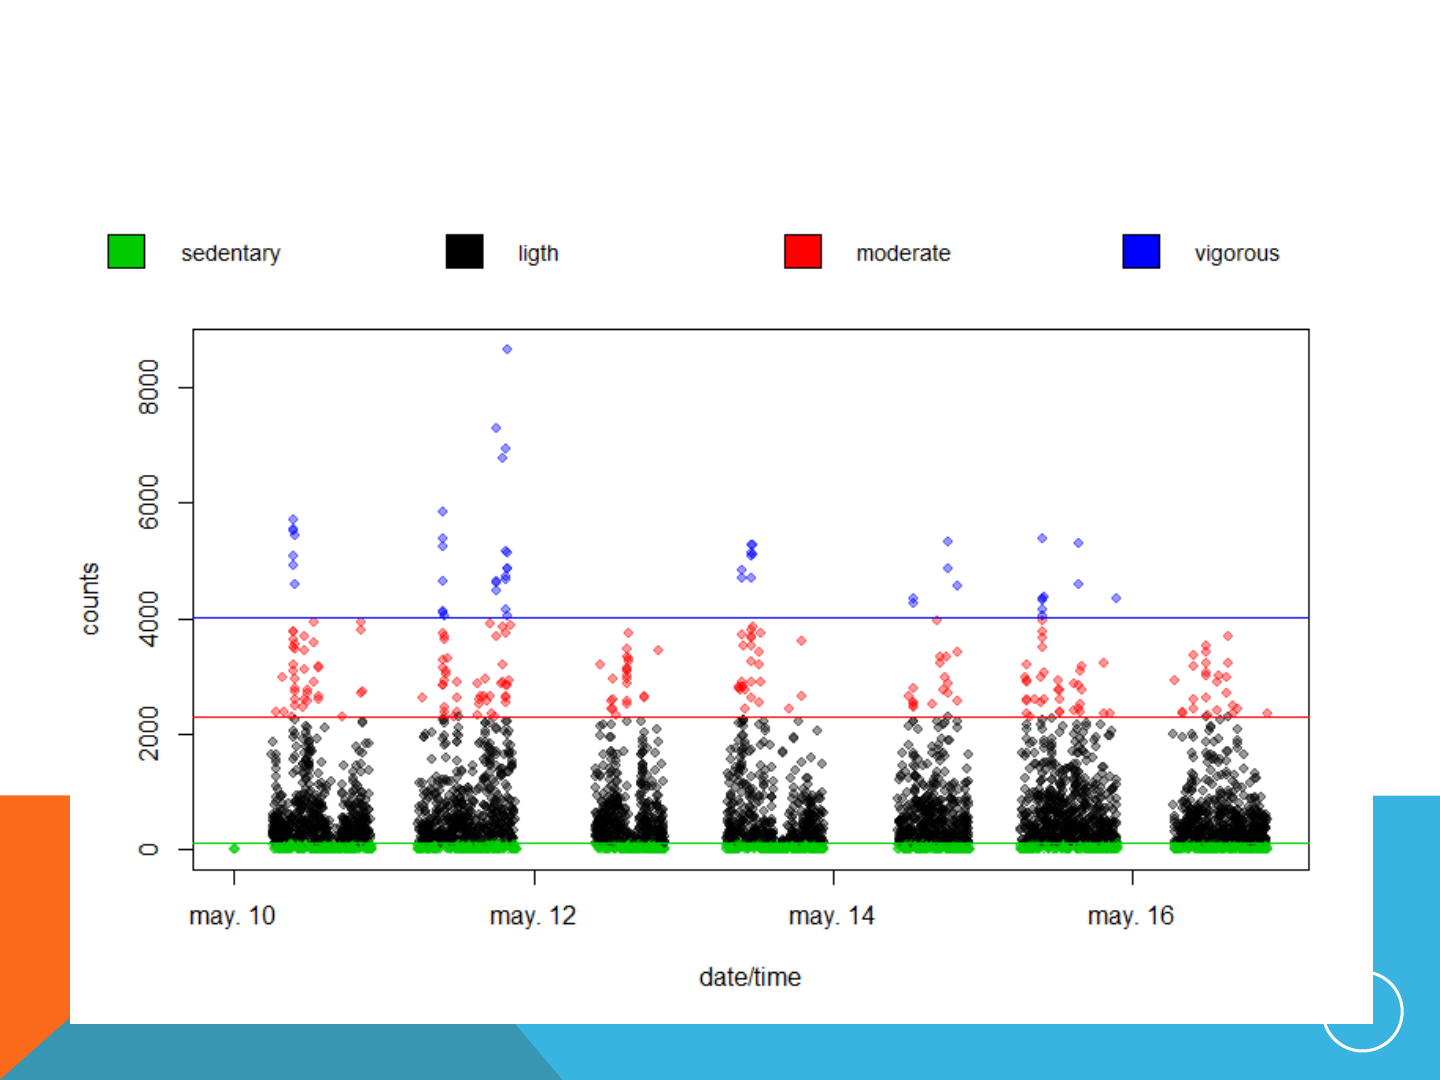 sedentary ligth moderate vigorous
8000
6000
4000
2000
0
counts
may. 10 may. 12 may. 14 may. 16
date/time